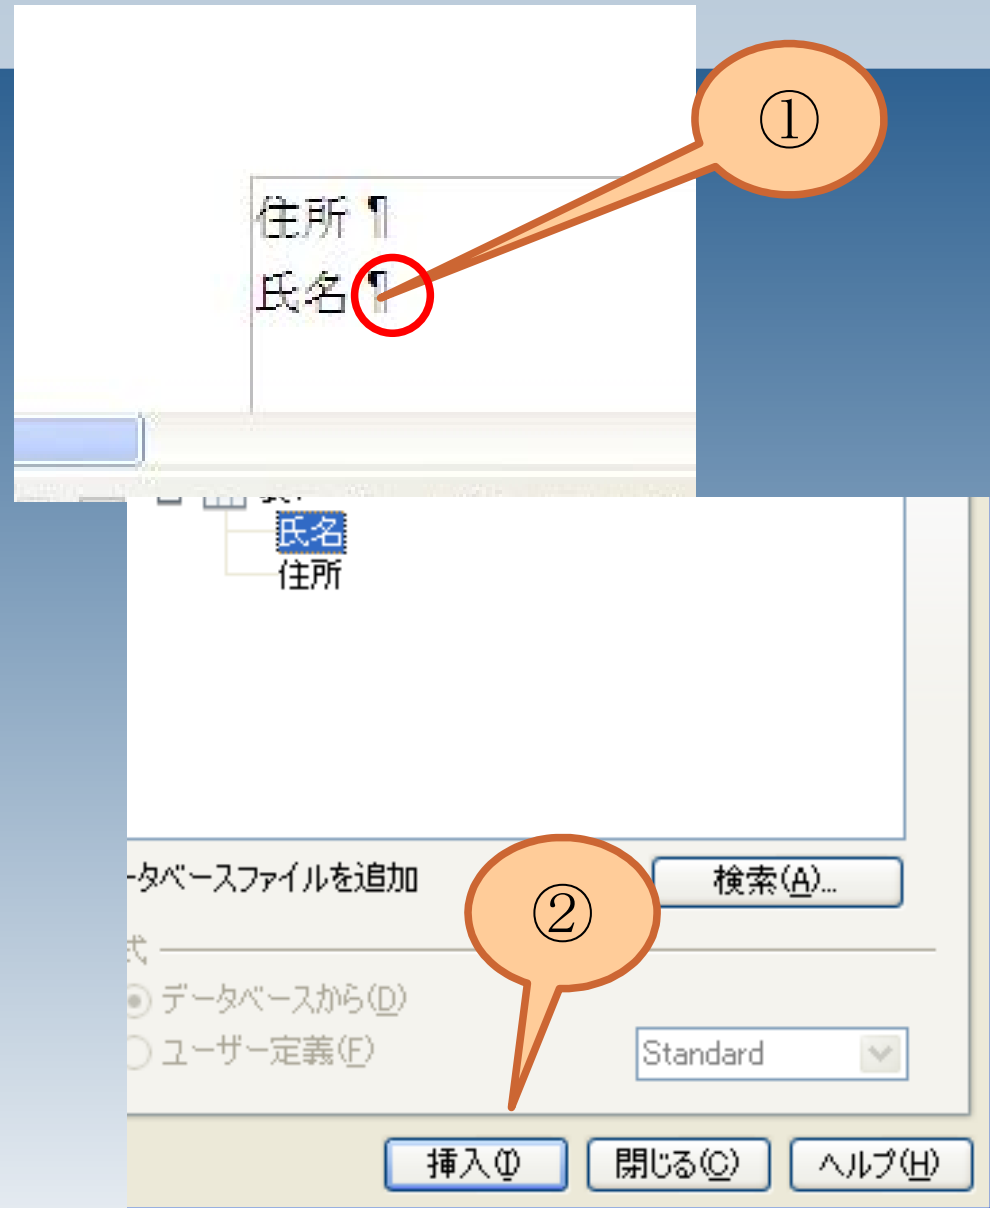 ①
住所¶
氏名¶
氏名
住所
ータベースファイルを追加
検索(A)...
②
式
データベースから(D)
ユーザー定義(F)
Standard
挿入(I)
閉じる(C)
ヘルプ(H)